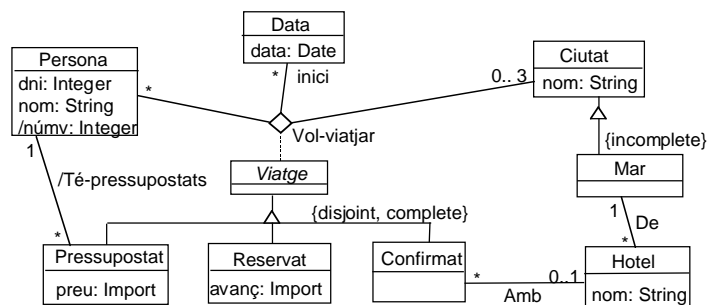 Data
data: Date
Persona
dni: Integer
nom: String
/númv: Integer
Ciutat
nom: String
*
*
inici
0.. 3
Vol-viatjar
{incomplete}
1
/Té-pressupostats
Viatge
Mar
{disjoint, complete}
1
De
*
*
Pressupostat
preu: Import
Reservat
avanç: Import
Confirmat
*
0..1
Amb
Hotel
nom: String